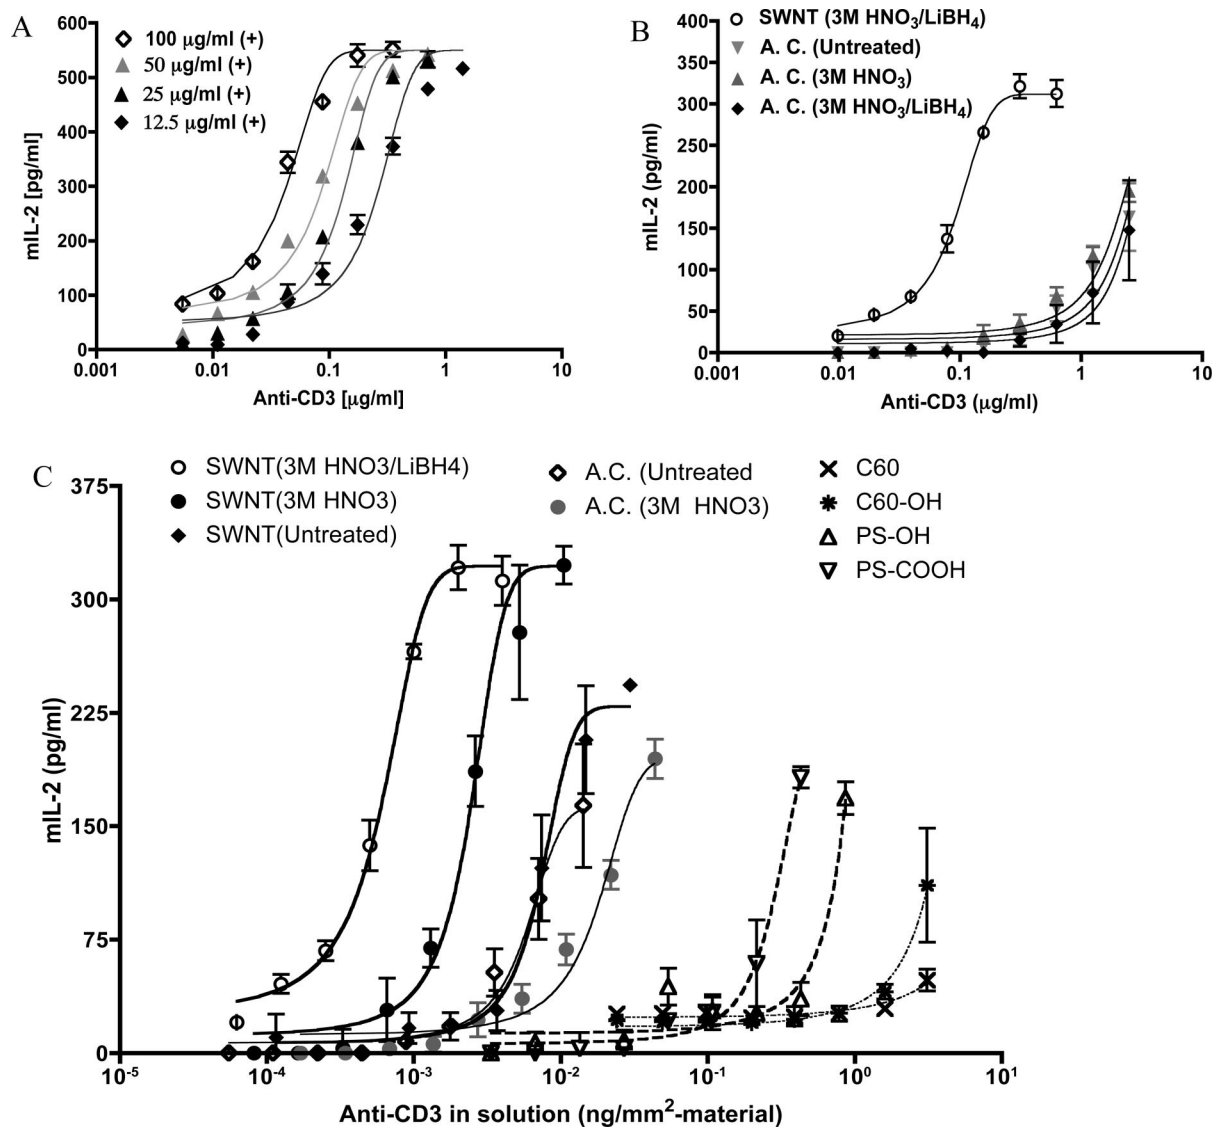 A
600
500
400
300
200
100
0
mIL-2 [pg/ml]
100 µg/ml (+)
50 µg/ml (+)
25 µg/ml (+)
12.5 µg/ml (+)
0.001
0.01
0.1
1
10
Anti-CD3 [µg/ml]
B
400
350
300
250
200
150
100
50
0
mIL-2 (pg/ml)
SWNT (3M HNO3/LiBH4)
A. C. (Untreated)
A. C. (3M HNO3)
A. C. (3M HNO3/LiBH4)
0.001
0.01
0.1
1
10
Anti-CD3 (µg/ml)
C
SWNT(3M HNO3/LiBH4)
SWNT(3M HNO3)
SWNT(Untreated)
A.C. (Untreated
A.C. (3M HNO3)
C60
C60-OH
PS-OH
PS-COOH
375
300
225
150
75
0
mIL-2 (pg/ml)
10-5
10-4
10-3
10-2
10-1
100
101
Anti-CD3 in solution (ng/mm2-material)